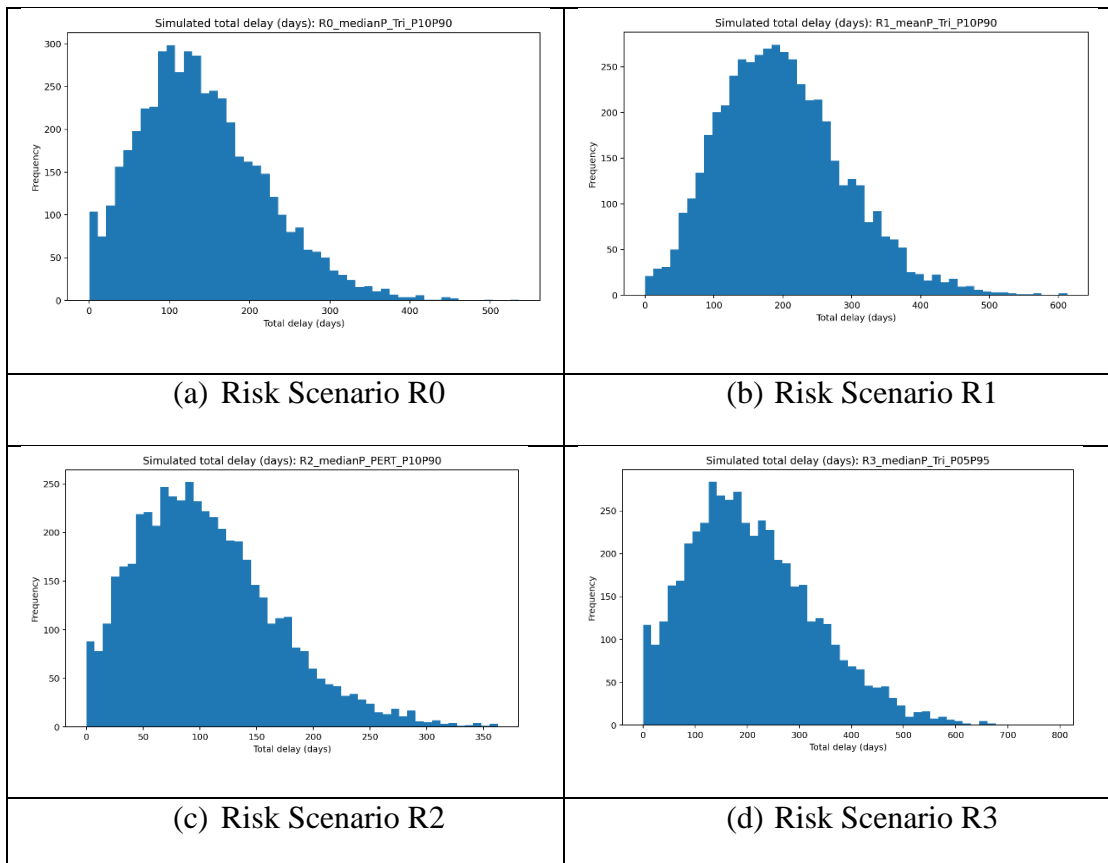 Simulated total delay (days): R0_medianP_Tri_P10P90
300
250
200
150
100
50
0
Frequency
0 100 200 300 400 500
Total delay (days)
Simulated total delay (days): R1_meanP_Tri_P10P90
250
200
150
100
50
0
Frequency
0 100 200 300 400 500 600
Total delay (days)
(a) Risk Scenario R0
(b) Risk Scenario R1
Simulated total delay (days): R2_medianP_PERT_P10P90
250
200
150
100
50
0
Frequency
0 50 100 150 200 250 300 350
Total delay (days)
Simulated total delay (days): R3_medianP_Tri_P05P95
250
200
150
100
50
0
Frequency
0 100 200 300 400 500 600 700 800
Total delay (days)
(c) Risk Scenario R2
(d) Risk Scenario R3